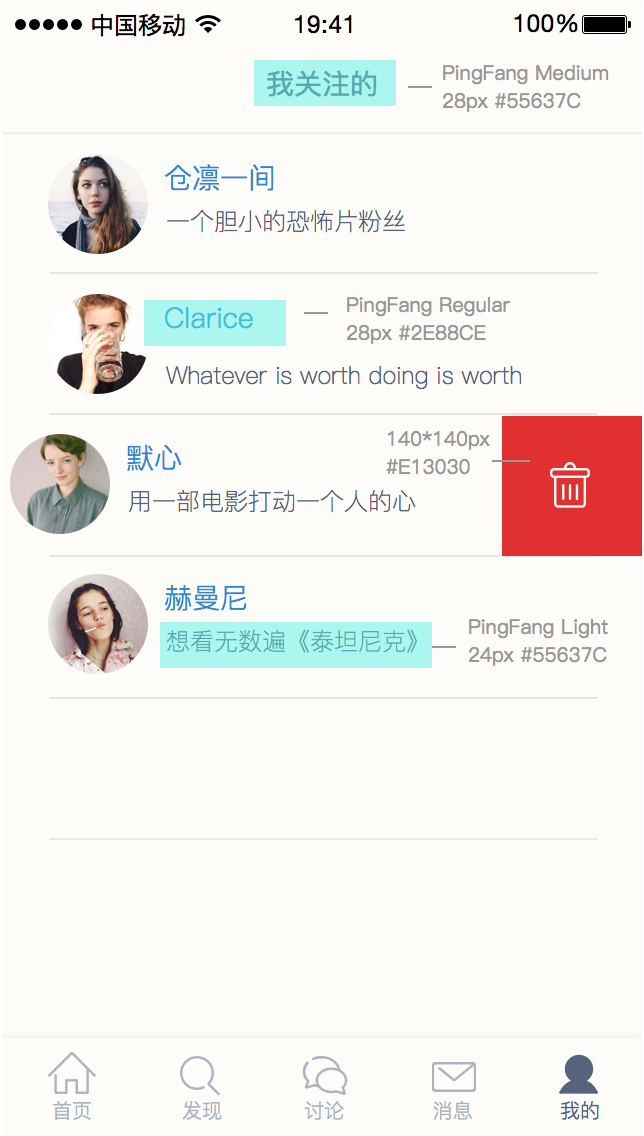 中国移动 19:41 100%
我关注的
PingFang Medium
28px #55637C
仓凛一间
一个胆小的恐怖片粉丝
Clarice
PingFang Regular
28px #2E88CE
Whatever is worth doing is worth
默心
用一部电影打动一个人的心
140*140px
#E13030
赫曼尼
想看无数遍《泰坦尼克》
PingFang Light
24px #55637C
首页 发现 讨论 消息 我的